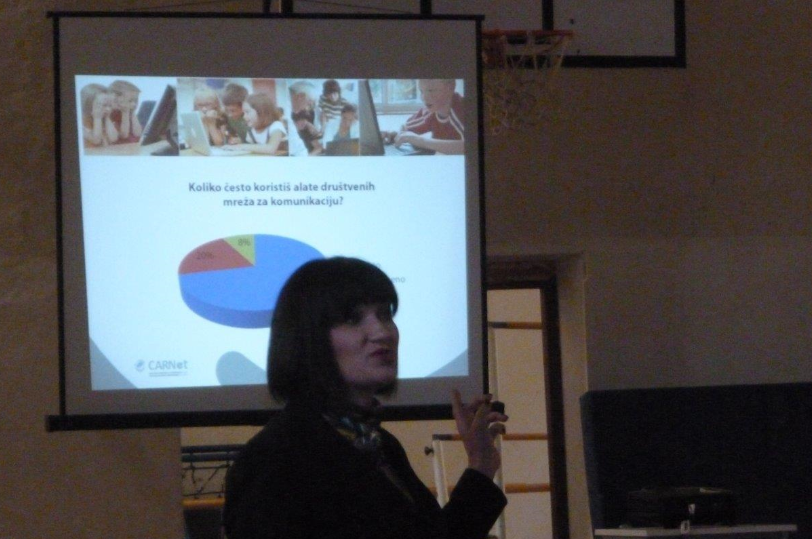 Koliko često koristiš alate društvenih
mreža za komunikaciju?
8%
20%
CARNet